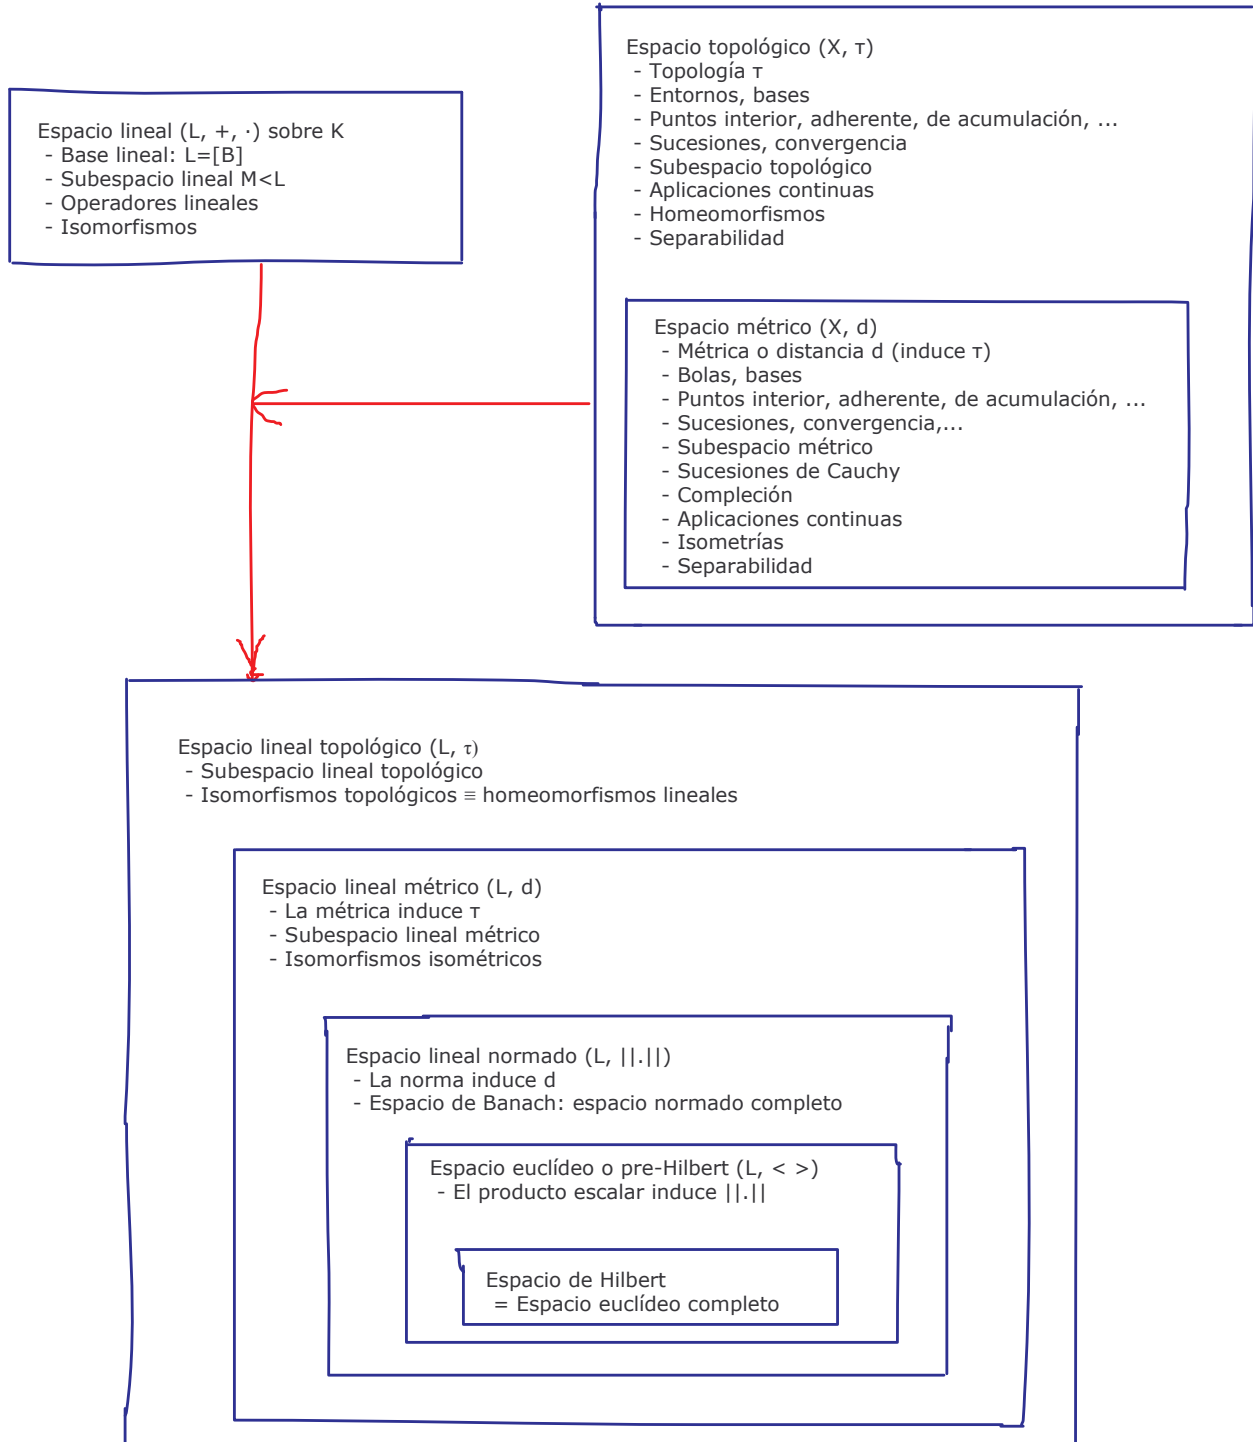 Espacio lineal (L, +, ·) sobre K
- Base lineal: L=[B]
- Subespacio lineal M<L
- Operadores lineales
- Isomorfismos
Espacio topológico (X, τ)
- Topología τ
- Entornos, bases
- Puntos interior, adherente, de acumulación, ...
- Sucesiones, convergencia
- Subespacio topológico
- Aplicaciones continuas
- Homeomorfismos
- Separabilidad
Espacio métrico (X, d)
- Métrica o distancia d (induce τ)
- Bolas, bases
- Puntos interior, adherente, de acumulación, ...
- Sucesiones, convergencia,...
- Subespacio métrico
- Sucesiones de Cauchy
- Compleción
- Aplicaciones continuas
- Isometrías
- Separabilidad
Espacio lineal topológico (L, τ)
- Subespacio lineal topológico
- Isomorfismos topológicos ≡ homeomorfismos lineales
Espacio lineal métrico (L, d)
- La métrica induce τ
- Subespacio lineal métrico
- Isomorfismos isométricos
Espacio lineal normado (L, ||.||)
- La norma induce d
- Espacio de Banach: espacio normado completo
Espacio euclídeo o pre-Hilbert (L, < >)
- El producto escalar induce ||.||
Espacio de Hilbert
= Espacio euclídeo completo